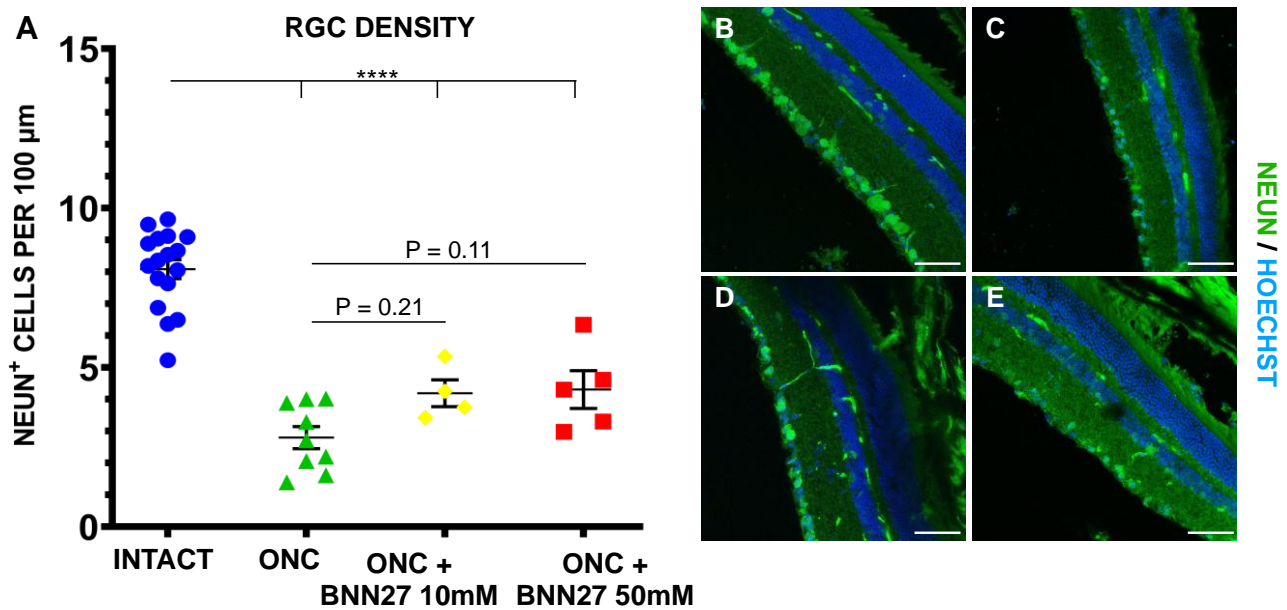 A
RGC DENSITY
NEUN⁺ CELLS PER 100 µm
15
10
5
0
****
P = 0.11
P = 0.21
INTACT
ONC
ONC +
BNN27 10mM
ONC +
BNN27 50mM
B
C
D
E
NEUN / HOECHST